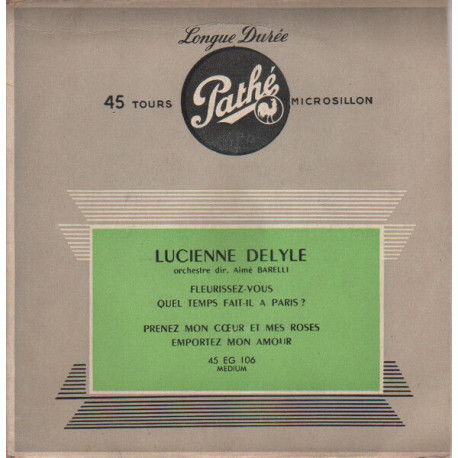 Longue Durée
45 TOURS Pathé MICROSILLON
LUCIENNE DELYLE
orchestre dir. Aimé BARELLI
FLEURISSEZ-VOUS
QUEL TEMPS FAIT-IL A PARIS ?
PRENEZ MON CŒUR ET MES ROSES
EMPORTEZ MON AMOUR
45 EG 106
MEDIUM